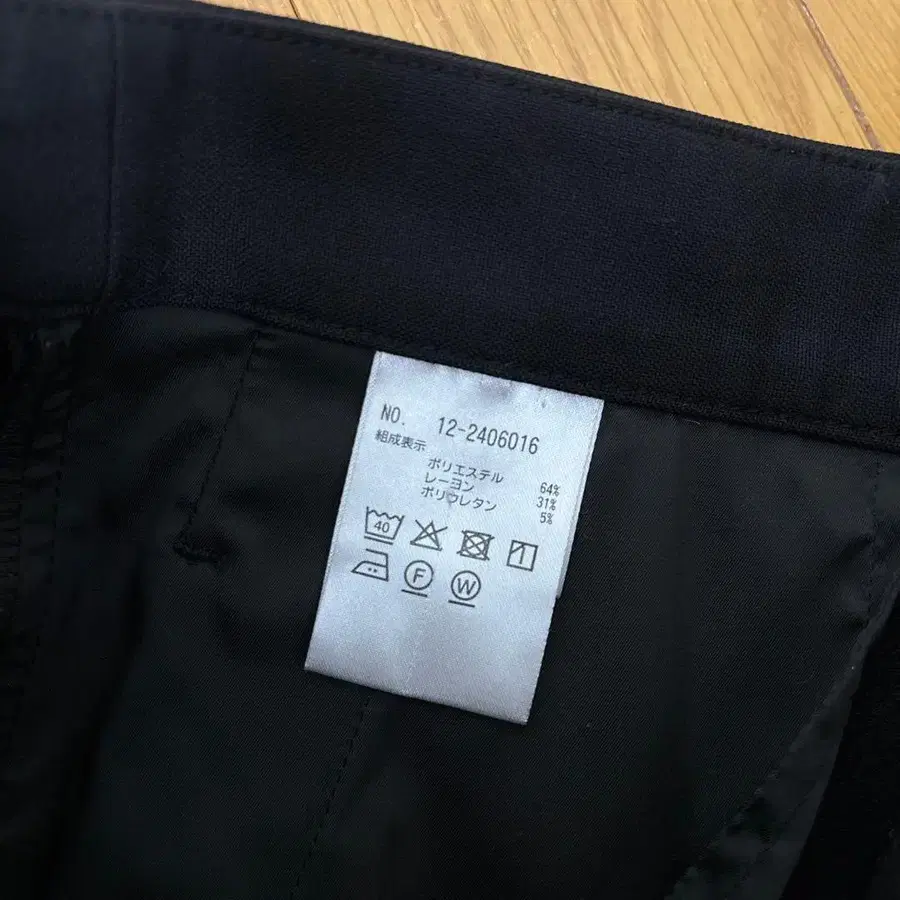 NO. 12-2406016
組成表示
ポリエステル 64%
レーヨン 31%
ポリウレタン 5%
40
F W